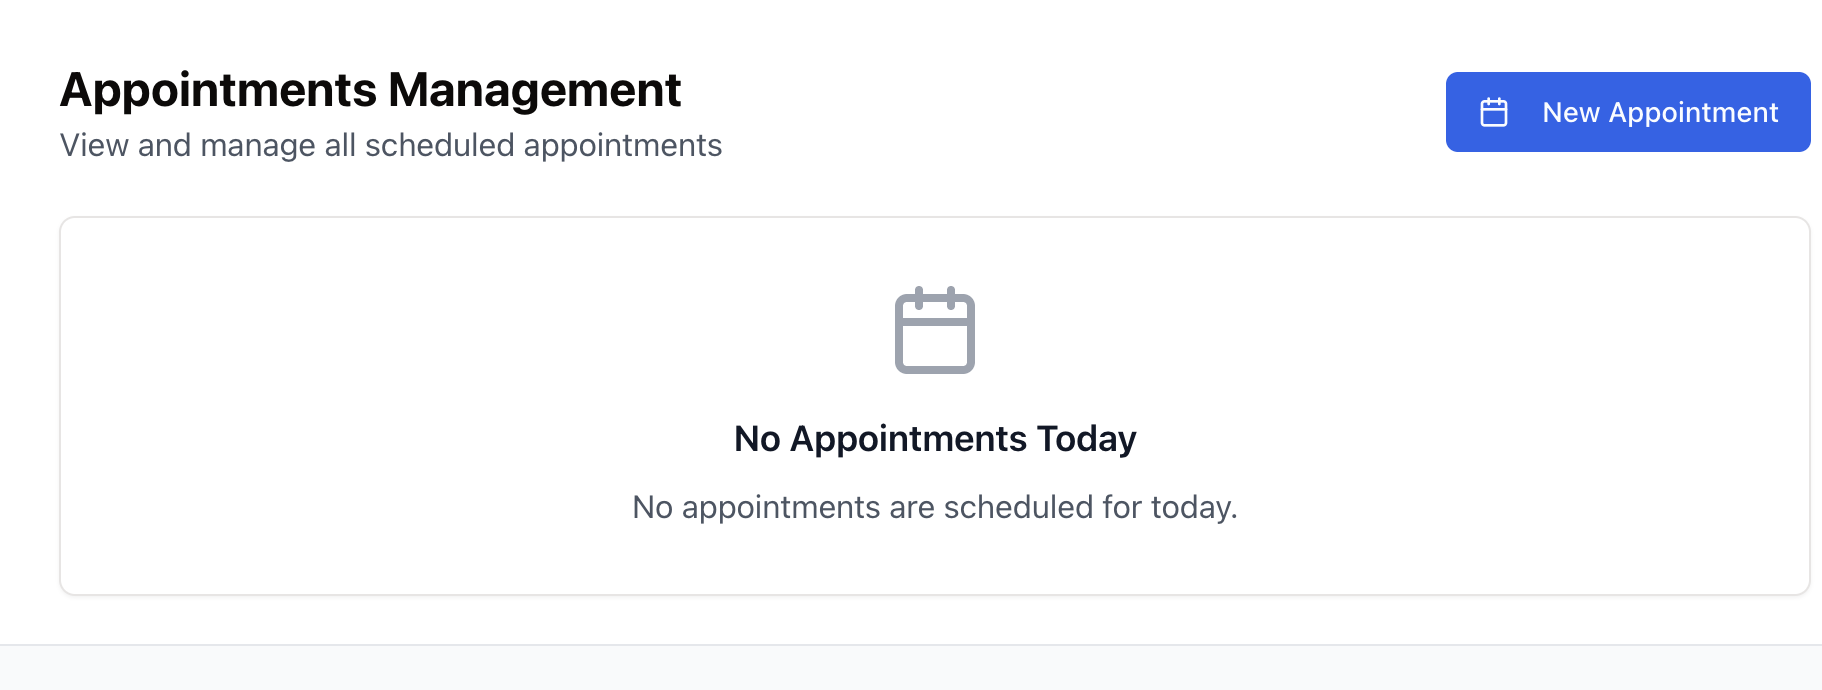 Appointments Management
View and manage all scheduled appointments
New Appointment
No Appointments Today
No appointments are scheduled for today.